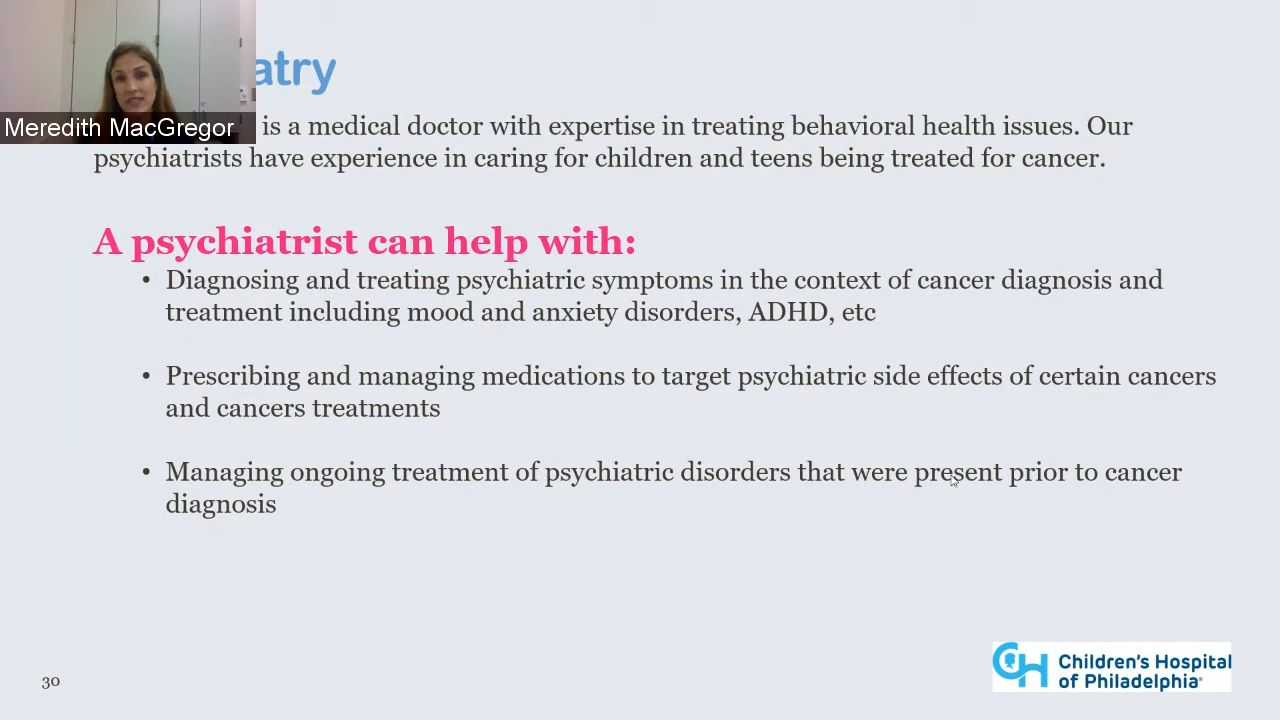 atry
Meredith MacGregor
is a medical doctor with expertise in treating behavioral health issues. Our
psychiatrists have experience in caring for children and teens being treated for cancer.
A psychiatrist can help with:
• Diagnosing and treating psychiatric symptoms in the context of cancer diagnosis and
treatment including mood and anxiety disorders, ADHD, etc
• Prescribing and managing medications to target psychiatric side effects of certain cancers
and cancers treatments
• Managing ongoing treatment of psychiatric disorders that were present prior to cancer
diagnosis
30
CH
Children's Hospital
of Philadelphia